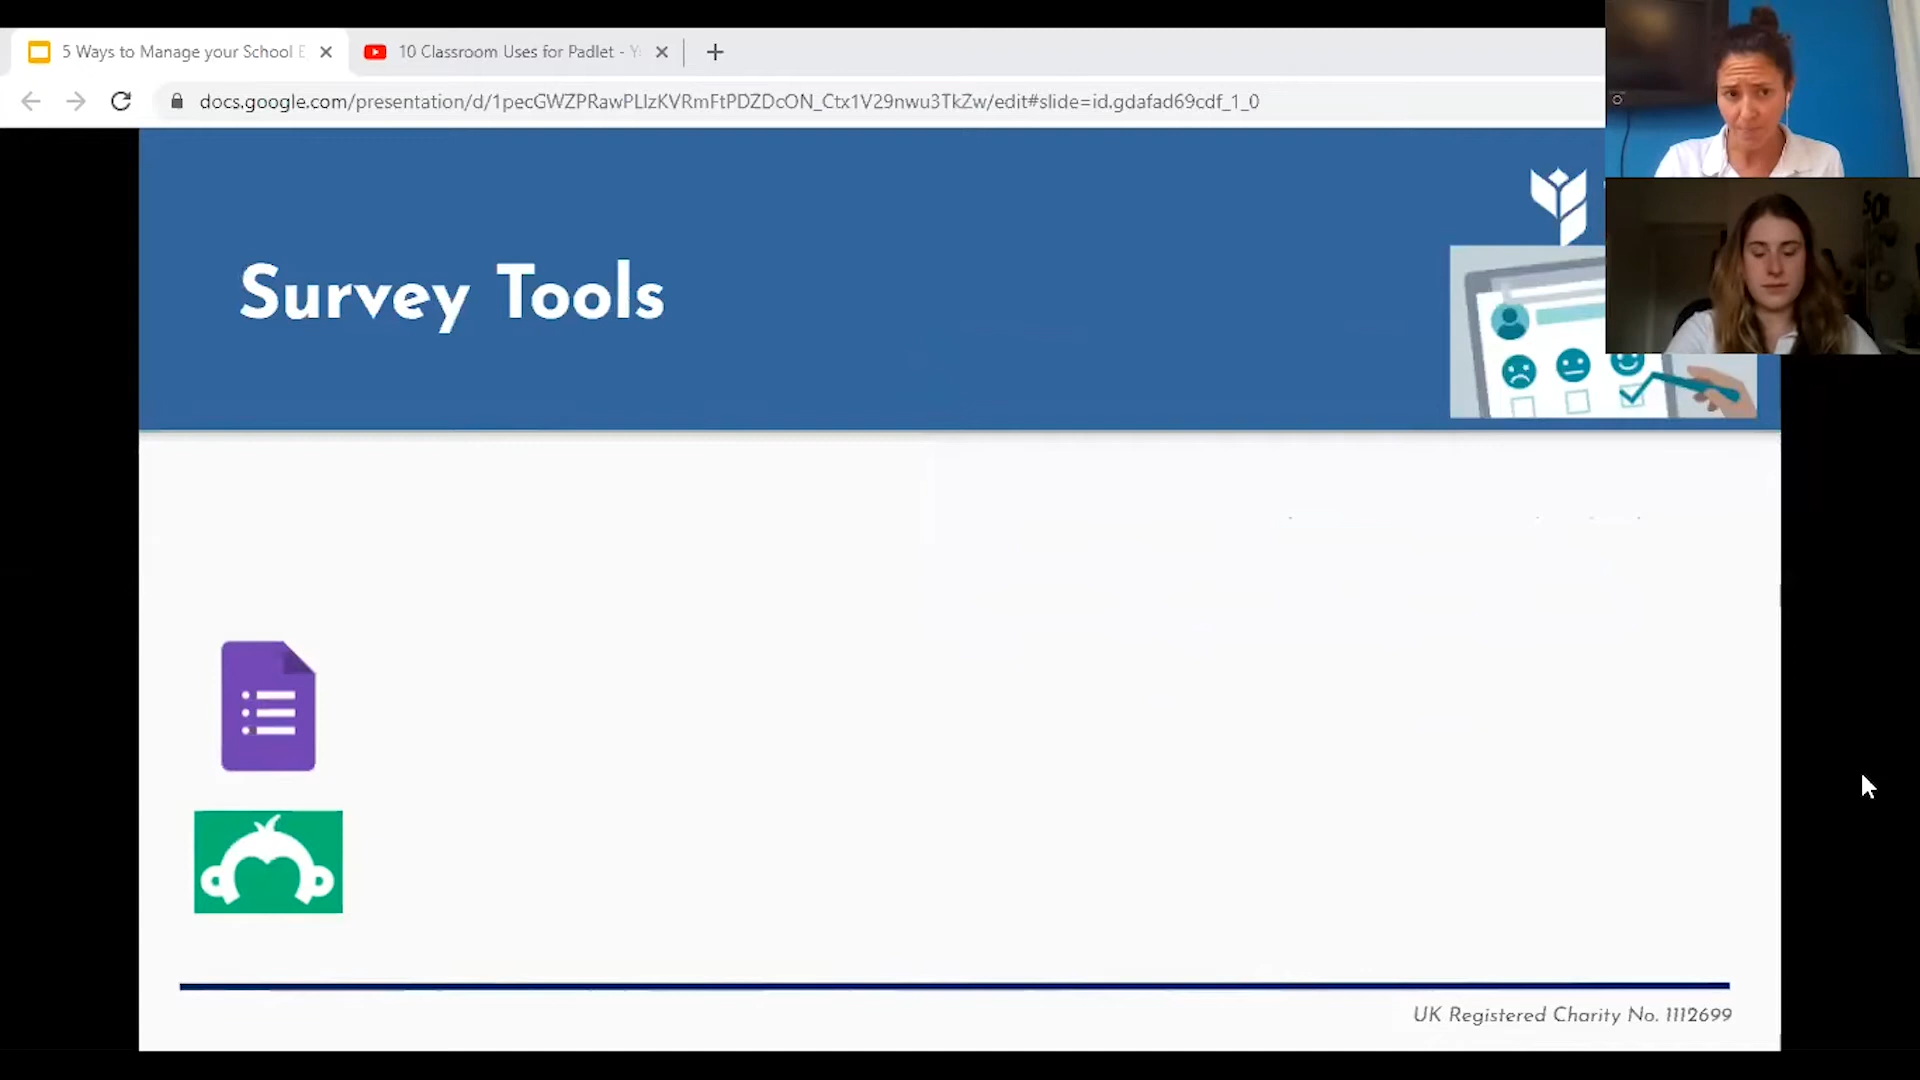 5 Ways to Manage your School E
10 Classroom Uses for Padlet - Y
docs.google.com/presentation/d/1pecGWZPRawPLIzKVRmFtPDZDcON_Ctx1V29nwu3TkZw/edit#slide=id.gdafad69cdf_1_0
Survey Tools
UK Registered Charity No. 1112699